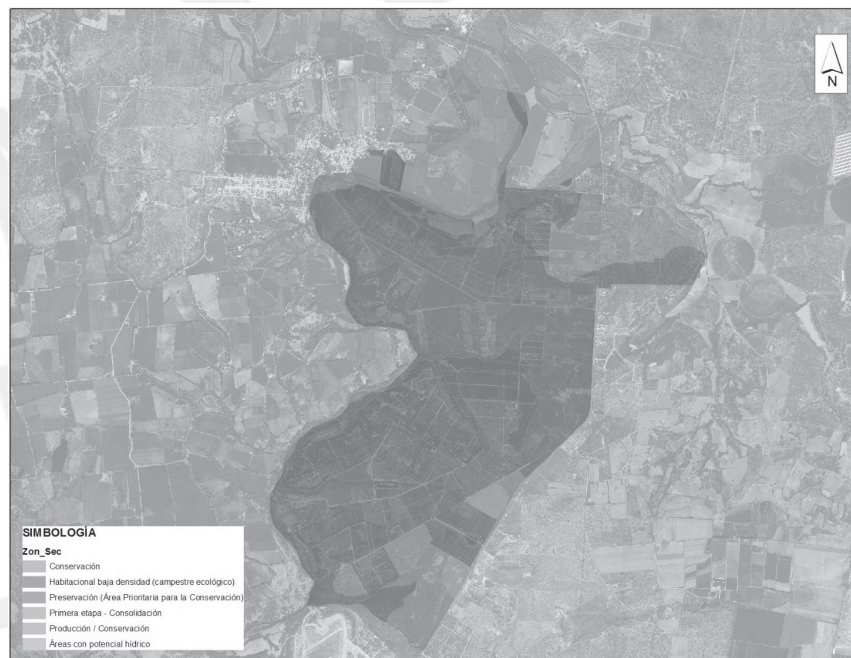 N
SIMBOLOGÍA
Zon_Sec
Conservación
Habitacional baja densidad (campestre ecológico)
Preservación (Área Prioritaria para la Conservación)
Primera etapa - Consolidación
Producción / Conservación
Áreas con potencial hídrico